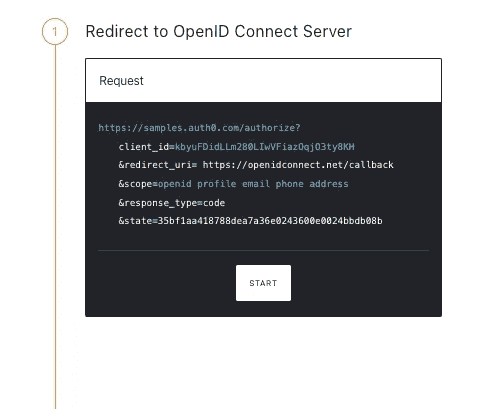 1
Redirect to OpenID Connect Server
Request
https://samples.auth0.com/authorize?
client_id=kbyuFDidLLm280LIwVFiazOqjO3ty8KH
&redirect_uri= https://openidconnect.net/callback
&scope=openid profile email phone address
&response_type=code
&state=35bf1aa418788dea7a36e0243600e0024bbdb08b
START